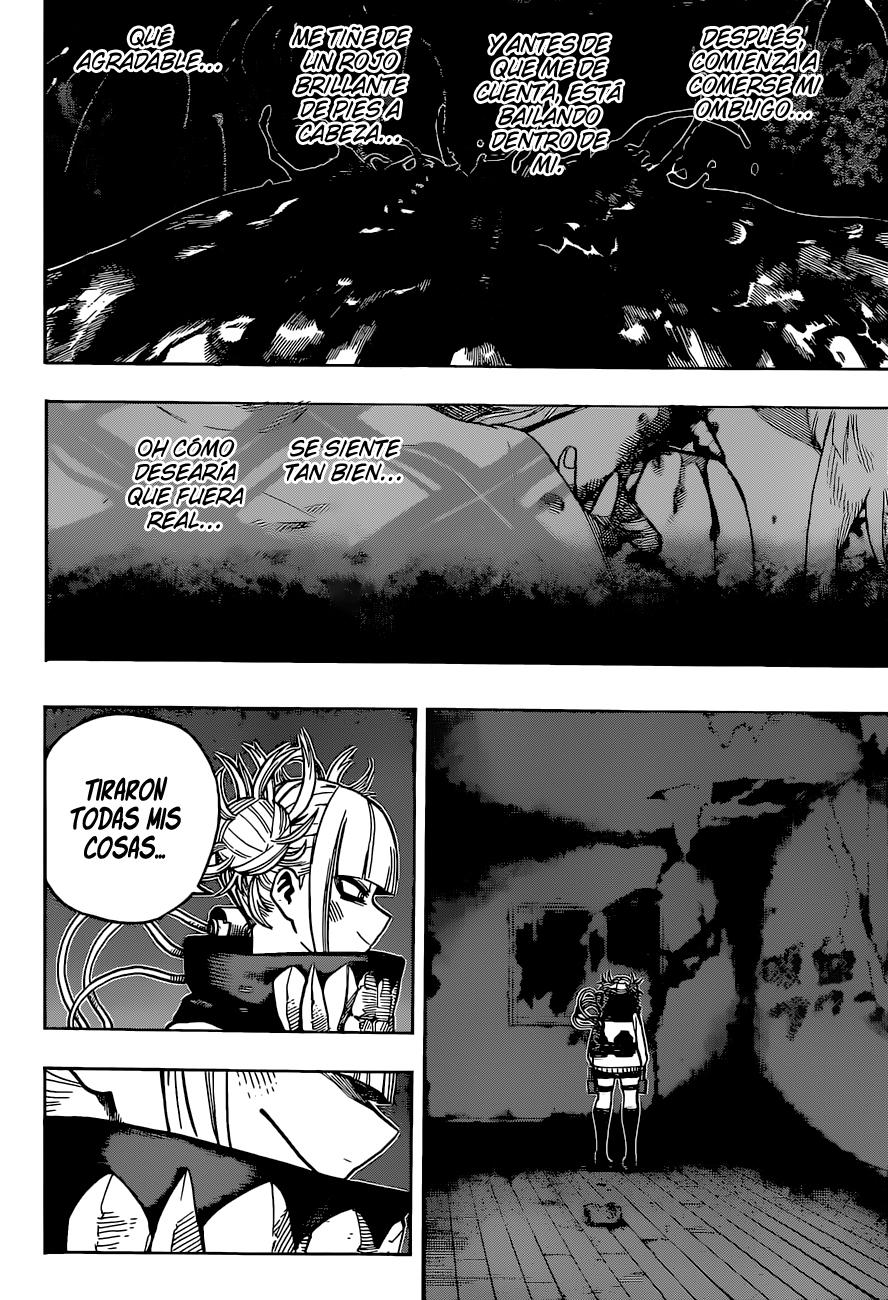 DESPUÉS,
COMIENZA A
COMERSE MI
OMBLIGO...
Y ANTES DE
QUE ME DE
CUENTA, ESTÁ
BAILANDO
DENTRO DE
MI.
ME TIÑE DE
UN ROJO
BRILLANTE
DE PIES A
CABEZA...
QUÉ
AGRADABLE...
SE SIENTE
TAN BIEN...
OH CÓMO
DESEARÍA
QUE FUERA
REAL...
TIRARON
TODAS MIS
COSAS...